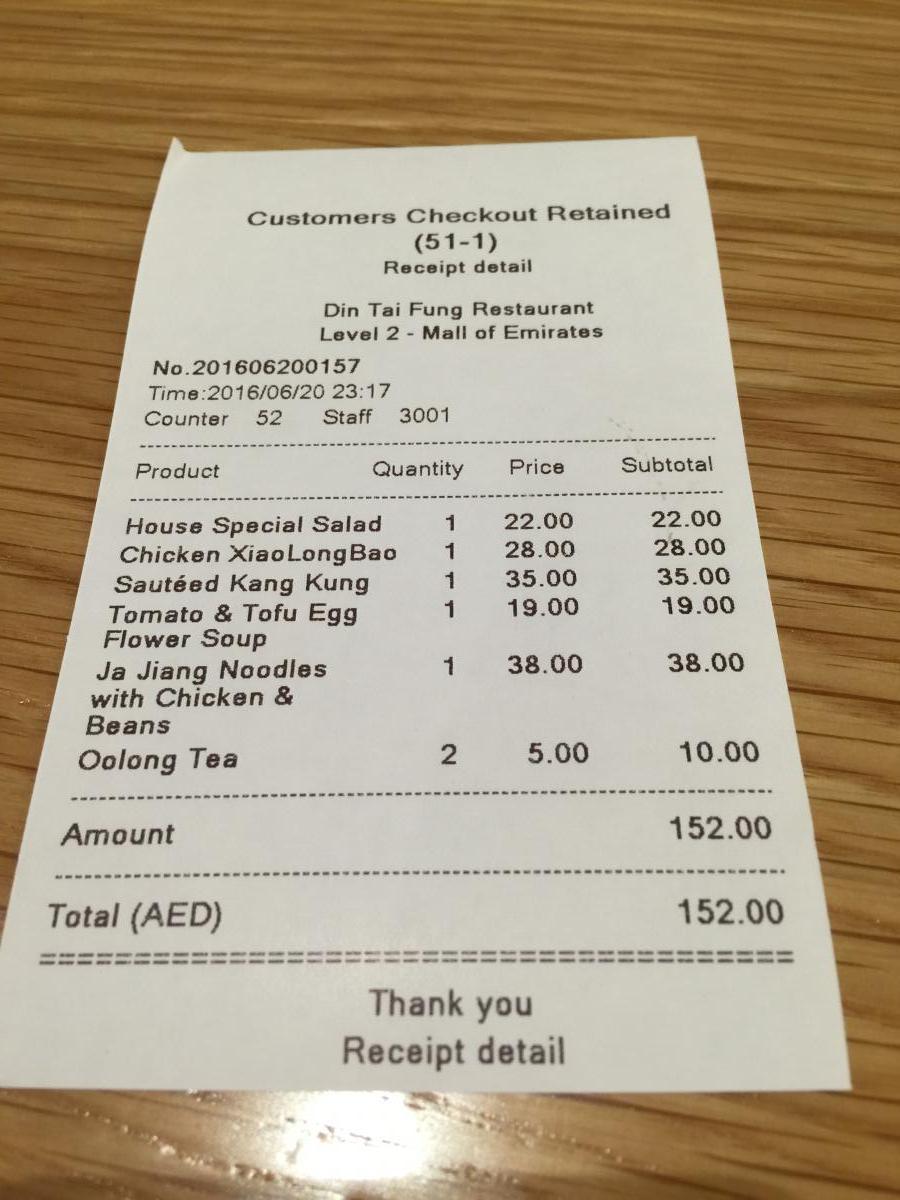 Customers Checkout Retained
(51-1)
Receipt detail
Din Tai Fung Restaurant
Level 2 - Mall of Emirates
No.201606200157
Time:2016/06/20 23:17
Counter 52 Staff 3001
Product Quantity Price Subtotal
House Special Salad 1 22.00 22.00
Chicken XiaoLongBao 1 28.00 28.00
Sautéed Kang Kung 1 35.00 35.00
Tomato & Tofu Egg 1 19.00 19.00
Flower Soup
Ja Jiang Noodles 1 38.00 38.00
with Chicken &
Beans
Oolong Tea 2 5.00 10.00
Amount 152.00
Total (AED) 152.00
Thank you
Receipt detail